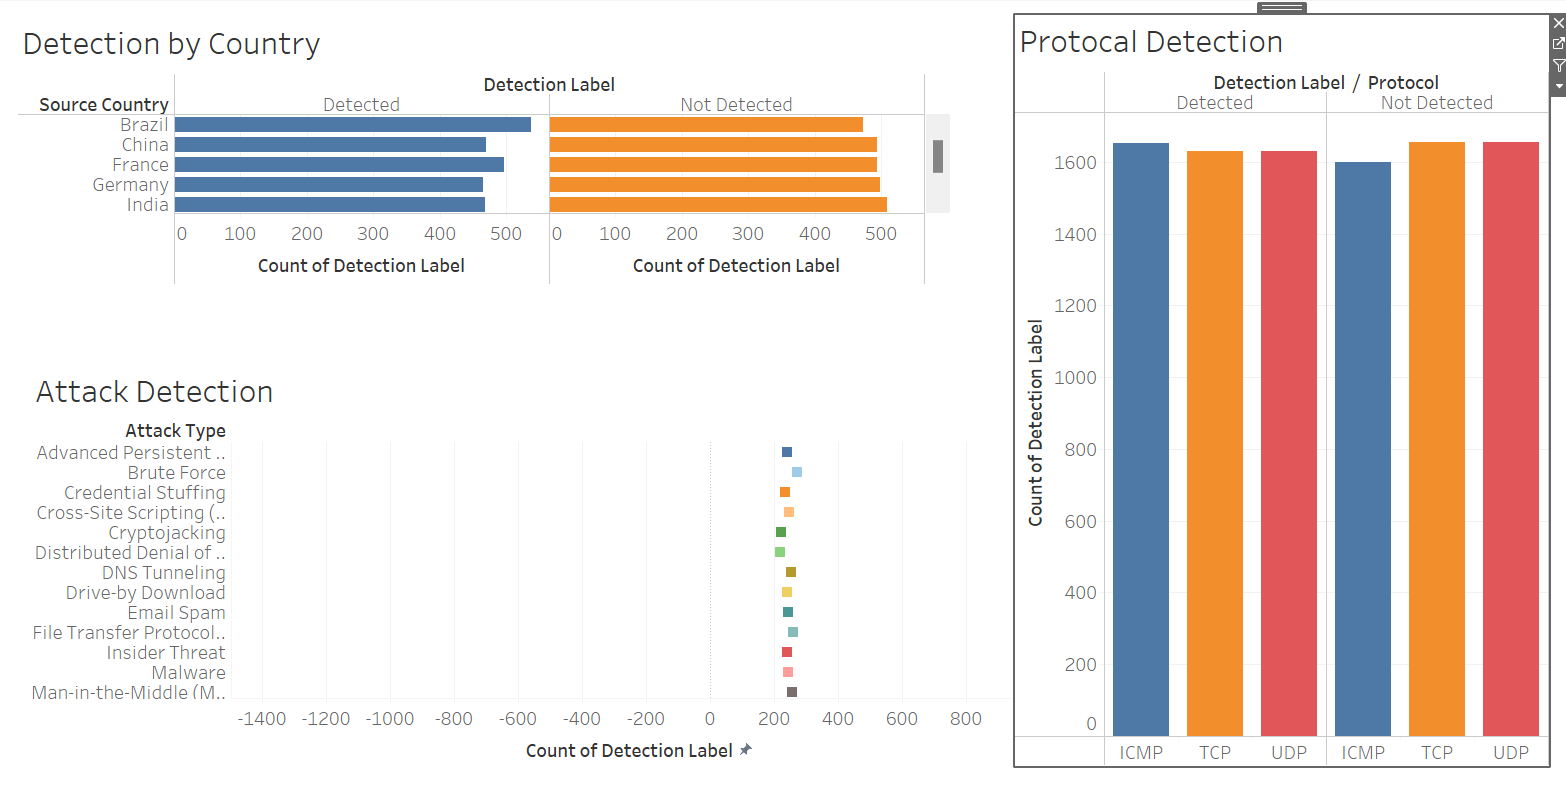 Detection by Country
Detection Label
Source Country Detected Not Detected
Brazil
China
France
Germany
India
0 100 200 300 400 500 0 100 200 300 400 500
Count of Detection Label Count of Detection Label
Attack Detection
Attack Type
Advanced Persistent ..
Brute Force
Credential Stuffing
Cross-Site Scripting (..
Cryptojacking
Distributed Denial of ..
DNS Tunneling
Drive-by Download
Email Spam
File Transfer Protocol..
Insider Threat
Malware
Man-in-the-Middle (M..
-1400 -1200 -1000 -800 -600 -400 -200 0 200 400 600 800
Count of Detection Label
Protocal Detection
Detection Label / Protocol
Detected Not Detected
1600
1400
1200
1000
800
600
400
200
0
Count of Detection Label
ICMP TCP UDP ICMP TCP UDP